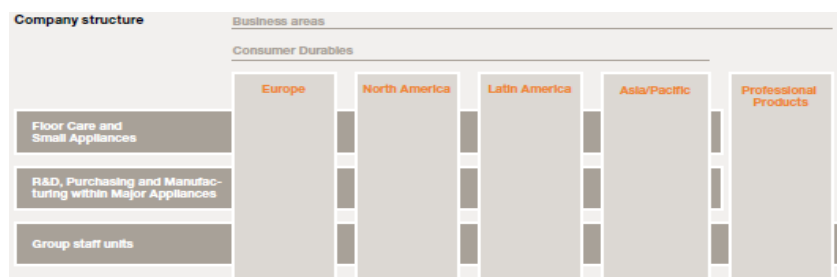 Company structure
Business areas
Consumer Durables
Europe
North America
Latin America
Asia/Pacific
Professional
Products
Floor Care and
Small Appliances
R&D, Purchasing and Manufac-
turing within Major Appliances
Group staff units